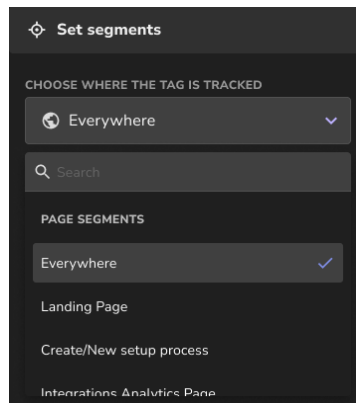 Set segments
CHOOSE WHERE THE TAG IS TRACKED
Everywhere
Search
PAGE SEGMENTS
Everywhere
Landing Page
Create/New setup process
Integrations Analytics Page